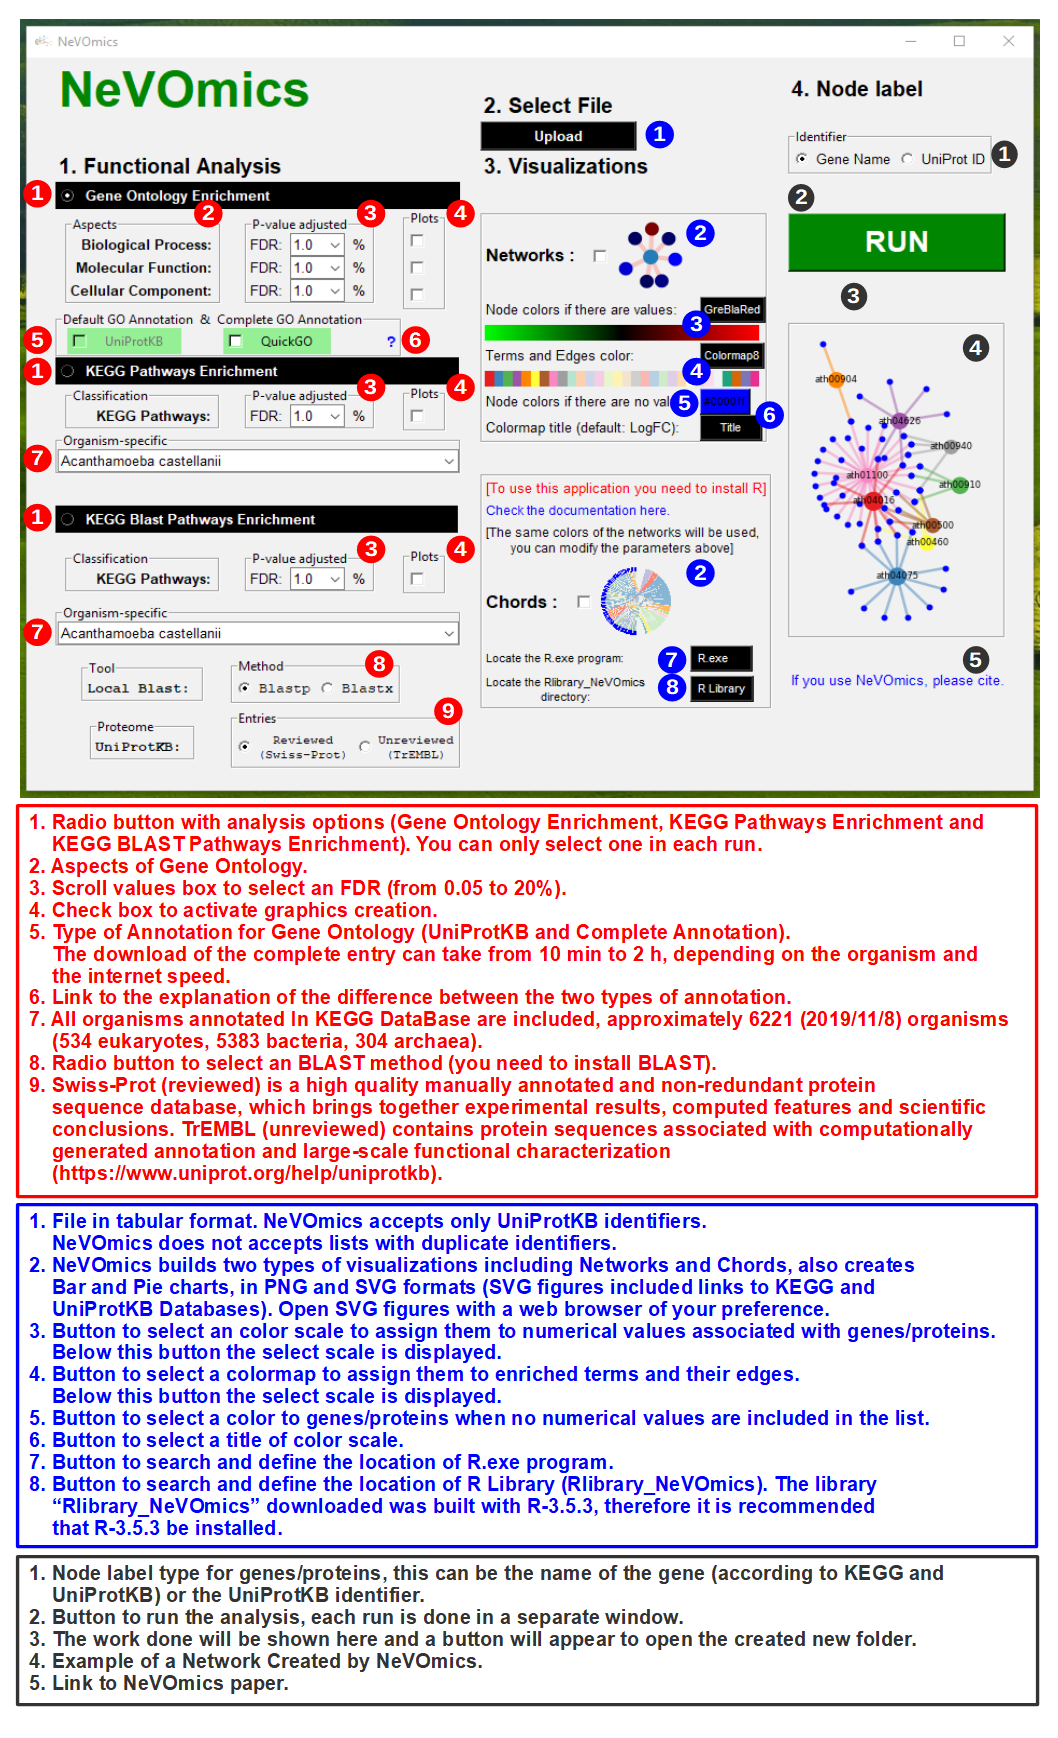 NeVOmics
NeVOmics
1. Functional Analysis
1
Gene Ontology Enrichment
2
3
4
Aspects
P-value adjusted
Plots
Biological Process:
FDR: 1.0 %
Molecular Function:
FDR: 1.0 %
Cellular Component:
FDR: 1.0 %
Default GO Annotation & Complete GO Annotation
5
UniProtKB
QuickGO
?
6
1
KEGG Pathways Enrichment
3
4
Classification
P-value adjusted
Plots
KEGG Pathways:
FDR: 1.0 %
Organism-specific
7
Acanthamoeba castellanii
1
KEGG Blast Pathways Enrichment
3
4
Classification
P-value adjusted
Plots
KEGG Pathways:
FDR: 1.0 %
Organism-specific
7
Acanthamoeba castellanii
8
Tool
Local Blast:
Method
Blastp Blastx
9
Proteome
UniProtKB:
Entries
Reviewed
(Swiss-Prot)
Unreviewed
(TrEMBL)
2. Select File
Upload
1
3. Visualizations
Networks :
2
Node colors if there are values:
GreBlaRed
3
Terms and Edges color:
Colormap8
4
Node colors if there are no val
5
6
Colormap title (default: LogFC):
Title
[To use this application you need to install R]
Check the documentation here.
[The same colors of the networks will be used,
you can modify the parameters above]
2
Chords :
Locate the R.exe program:
7
R.exe
Locate the Rlibrary_NeVOmics
directory:
8
R Library
4. Node label
Identifier
Gene Name UniProt ID
1
2
RUN
3
4
ath00904
ath04626
ath00940
ath01100
ath00910
ath04016
ath00500
ath00460
ath04075
5
If you use NeVOmics, please cite.
1. Radio button with analysis options (Gene Ontology Enrichment, KEGG Pathways Enrichment and
KEGG BLAST Pathways Enrichment). You can only select one in each run.
2. Aspects of Gene Ontology.
3. Scroll values box to select an FDR (from 0.05 to 20%).
4. Check box to activate graphics creation.
5. Type of Annotation for Gene Ontology (UniProtKB and Complete Annotation).
The download of the complete entry can take from 10 min to 2 h, depending on the organism and
the internet speed.
6. Link to the explanation of the difference between the two types of annotation.
7. All organisms annotated In KEGG DataBase are included, approximately 6221 (2019/11/8) organisms
(534 eukaryotes, 5383 bacteria, 304 archaea).
8. Radio button to select an BLAST method (you need to install BLAST).
9. Swiss-Prot (reviewed) is a high quality manually annotated and non-redundant protein
sequence database, which brings together experimental results, computed features and scientific
conclusions. TrEMBL (unreviewed) contains protein sequences associated with computationally
generated annotation and large-scale functional characterization
(https://www.uniprot.org/help/uniprotkb).
1. File in tabular format. NeVOmics accepts only UniProtKB identifiers.
NeVOmics does not accepts lists with duplicate identifiers.
2. NeVOmics builds two types of visualizations including Networks and Chords, also creates
Bar and Pie charts, in PNG and SVG formats (SVG figures included links to KEGG and
UniProtKB Databases). Open SVG figures with a web browser of your preference.
3. Button to select an color scale to assign them to numerical values associated with genes/proteins.
Below this button the select scale is displayed.
4. Button to select a colormap to assign them to enriched terms and their edges.
Below this button the select scale is displayed.
5. Button to select a color to genes/proteins when no numerical values are included in the list.
6. Button to select a title of color scale.
7. Button to search and define the location of R.exe program.
8. Button to search and define the location of R Library (Rlibrary_NeVOmics). The library
“Rlibrary_NeVOmics” downloaded was built with R-3.5.3, therefore it is recommended
that R-3.5.3 be installed.
1. Node label type for genes/proteins, this can be the name of the gene (according to KEGG and
UniProtKB) or the UniProtKB identifier.
2. Button to run the analysis, each run is done in a separate window.
3. The work done will be shown here and a button will appear to open the created new folder.
4. Example of a Network Created by NeVOmics.
5. Link to NeVOmics paper.